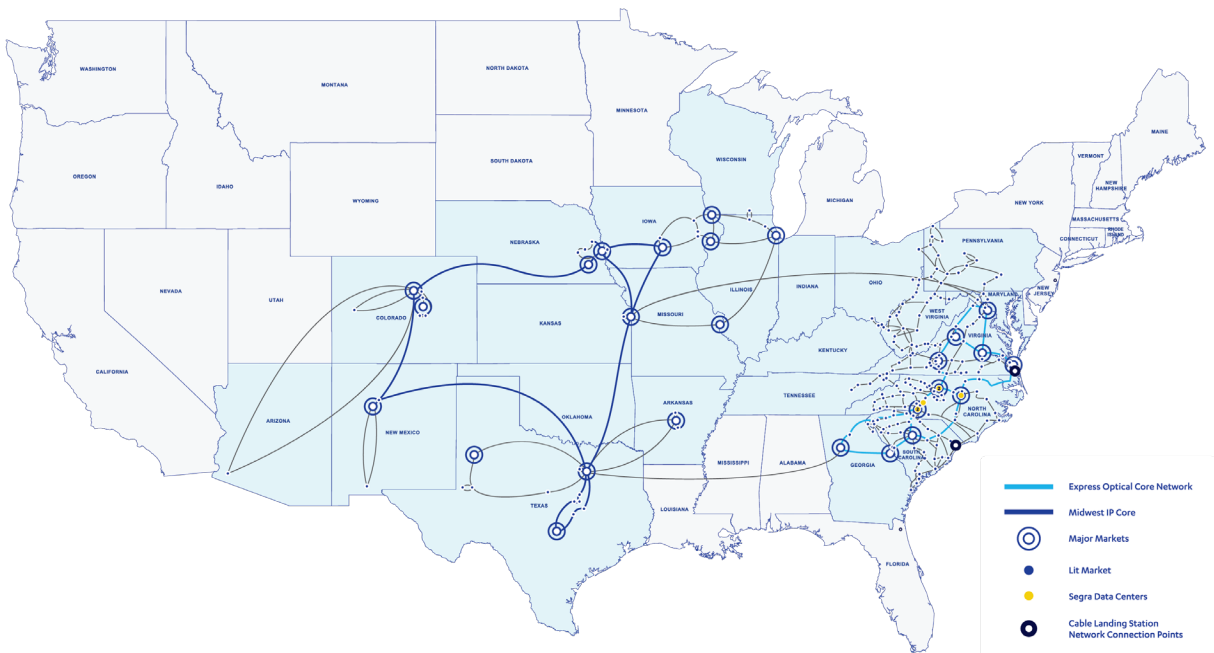 WASHINGTON
MONTANA
NORTH DAKOTA
MINNESOTA
MAINE
VERMONT
NEW
HAMPSHIRE
OREGON
IDAHO
SOUTH DAKOTA
WISCONSIN
WYOMING
MICHIGAN
NEW YORK
MASSACHUSETTS
RHODE
ISLAND
CONNECTICUT
IOWA
NEBRASKA
PENNSYLVANIA
NEVADA
UTAH
COLORADO
KANSAS
MISSOURI
ILLINOIS
INDIANA
OHIO
NEW
JERSEY
MARYLAND
WEST
VIRGINIA
VIRGINIA
KENTUCKY
CALIFORNIA
ARIZONA
NEW MEXICO
OKLAHOMA
ARKANSAS
TENNESSEE
NORTH
CAROLINA
SOUTH
CAROLINA
TEXAS
LOUISIANA
MISSISSIPPI
ALABAMA
GEORGIA
FLORIDA
Express Optical Core Network
Midwest IP Core
Major Markets
Lit Market
Segra Data Centers
Cable Landing Station
Network Connection Points